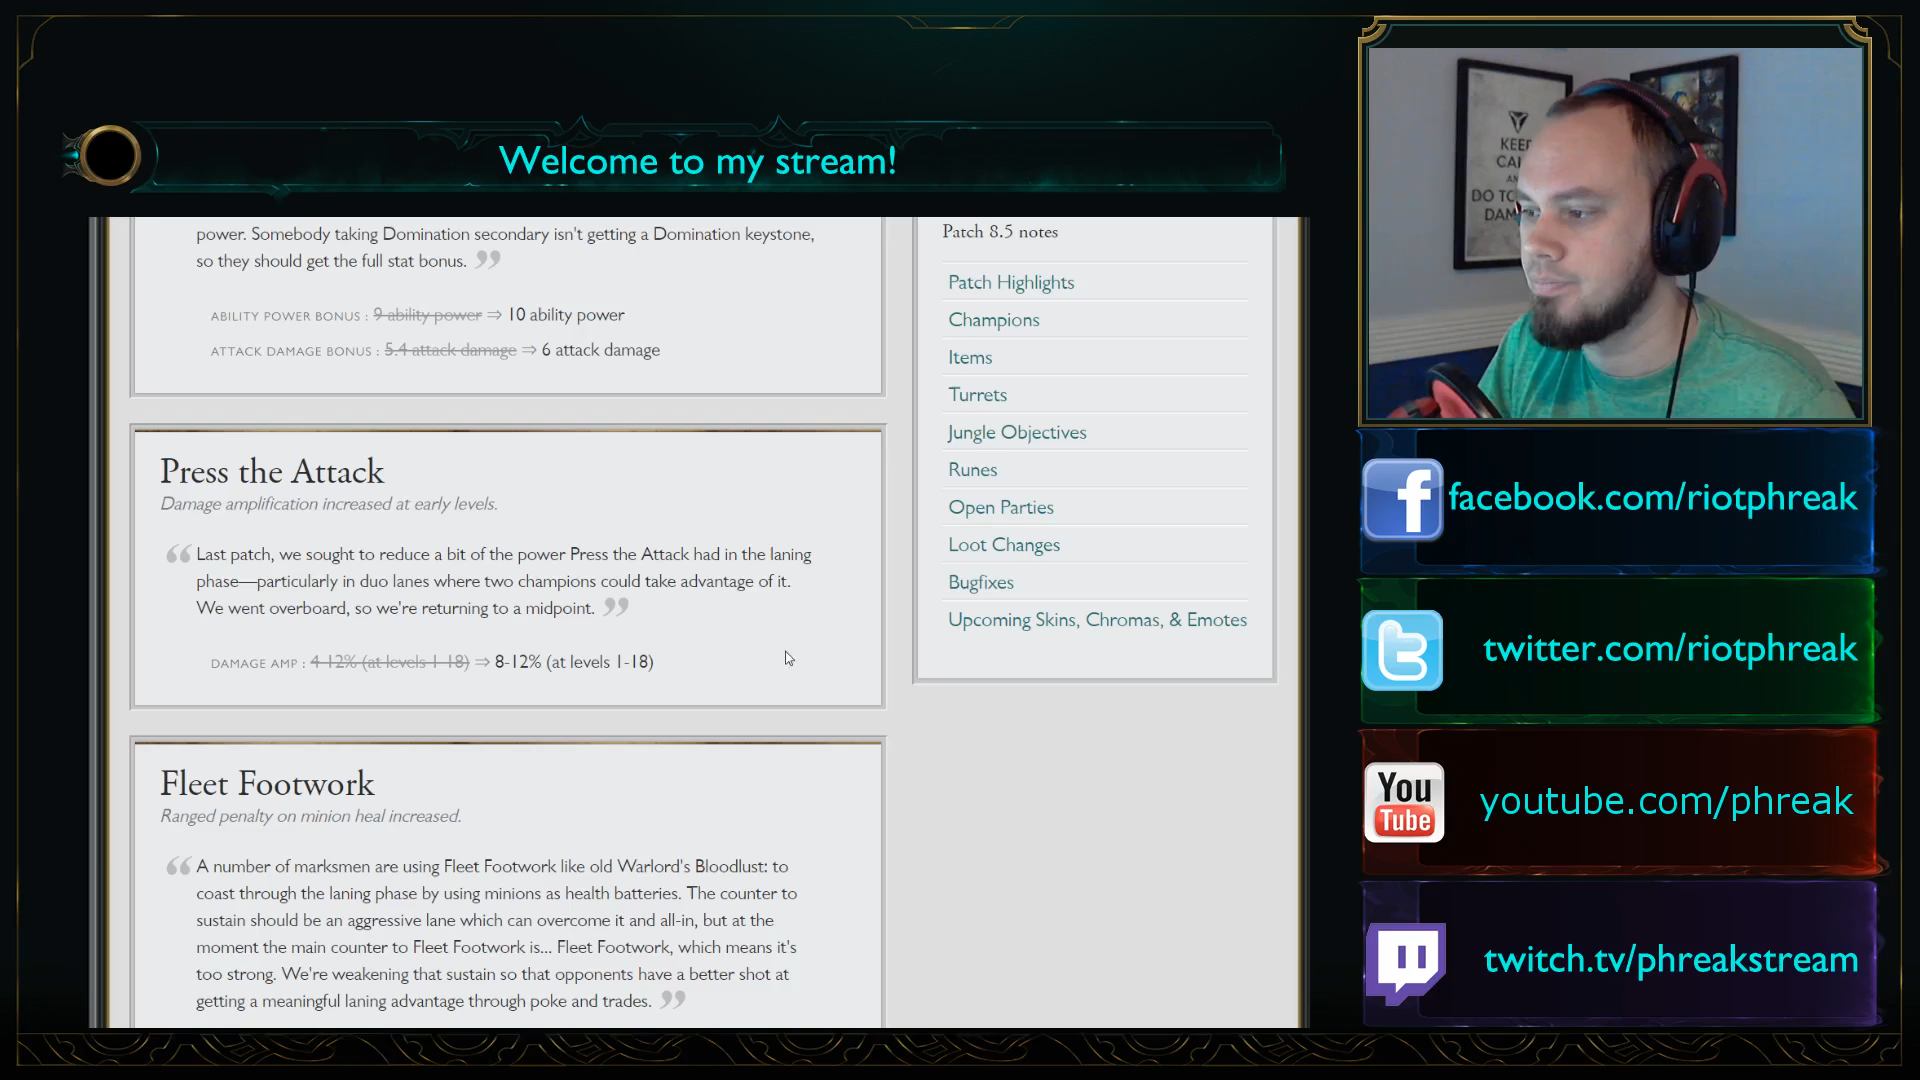 Welcome to my stream!
power. Somebody taking Domination secondary isn't getting a Domination keystone,
so they should get the full stat bonus. ”
ABILITY POWER BONUS : 9 ability power ⇒ 10 ability power
ATTACK DAMAGE BONUS : 5.4 attack damage ⇒ 6 attack damage
Press the Attack
Damage amplification increased at early levels.
“ Last patch, we sought to reduce a bit of the power Press the Attack had in the laning
phase—particularly in duo lanes where two champions could take advantage of it.
We went overboard, so we're returning to a midpoint. ”
DAMAGE AMP : 4-12% (at levels 1-18) ⇒ 8-12% (at levels 1-18)
Fleet Footwork
Ranged penalty on minion heal increased.
“ A number of marksmen are using Fleet Footwork like old Warlord's Bloodlust: to
coast through the laning phase by using minions as health batteries. The counter to
sustain should be an aggressive lane which can overcome it and all-in, but at the
moment the main counter to Fleet Footwork is... Fleet Footwork, which means it's
too strong. We're weakening that sustain so that opponents have a better shot at
getting a meaningful laning advantage through poke and trades. ”
Patch 8.5 notes
Patch Highlights
Champions
Items
Turrets
Jungle Objectives
Runes
Open Parties
Loot Changes
Bugfixes
Upcoming Skins, Chromas, & Emotes
KEEP
AND
DO TO
f
facebook.com/riotphreak
t
twitter.com/riotphreak
You
Tube
youtube.com/phreak
twitch.tv/phreakstream